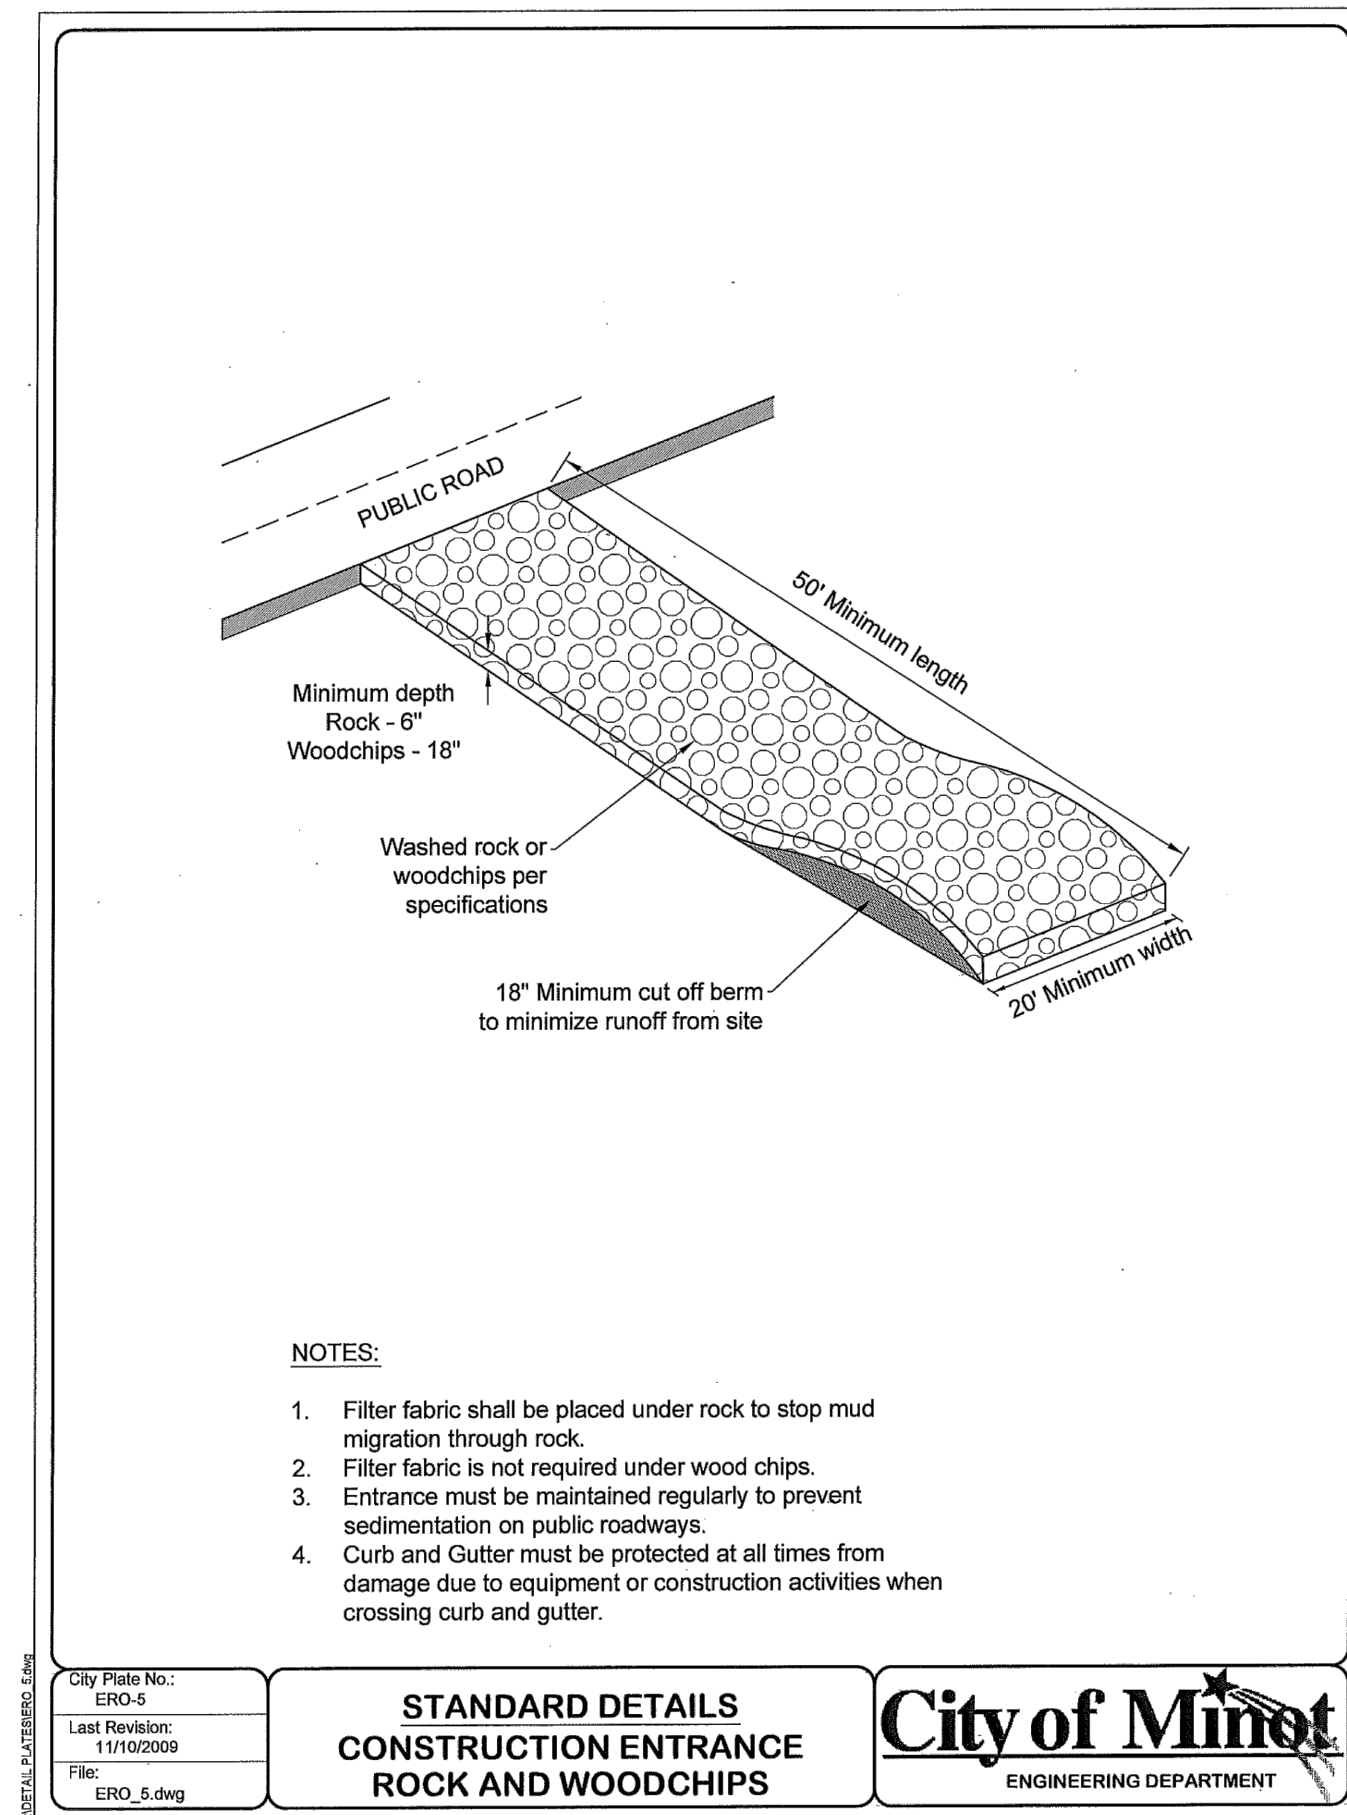 PUBLIC ROAD
50' Minimum length
Minimum depth
Rock - 6"
Woodchips - 18"
Washed rock or
woodchips per
specifications
18" Minimum cut off berm
to minimize runoff from site
20' Minimum width
NOTES:
1. Filter fabric shall be placed under rock to stop mud
migration through rock.
2. Filter fabric is not required under wood chips.
3. Entrance must be maintained regularly to prevent
sedimentation on public roadways.
4. Curb and Gutter must be protected at all times from
damage due to equipment or construction activities when
crossing curb and gutter.
City Plate No.:
ERO-5
Last Revision:
11/10/2009
File:
ERO_5.dwg
STANDARD DETAILS
CONSTRUCTION ENTRANCE
ROCK AND WOODCHIPS
City of Minot
ENGINEERING DEPARTMENT
DETAIL PLATES\ERO_5.dwg